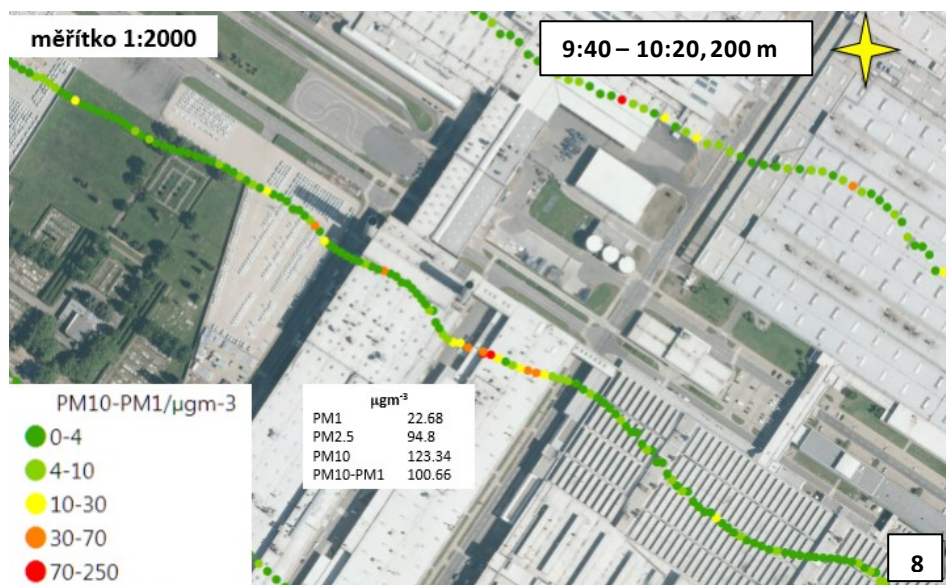 měřítko 1:2000
9:40 – 10:20, 200 m
PM10-PM1/µgm-3
0-4
4-10
10-30
30-70
70-250
µgm-3
PM1 22.68
PM2.5 94.8
PM10 123.34
PM10-PM1 100.66
8